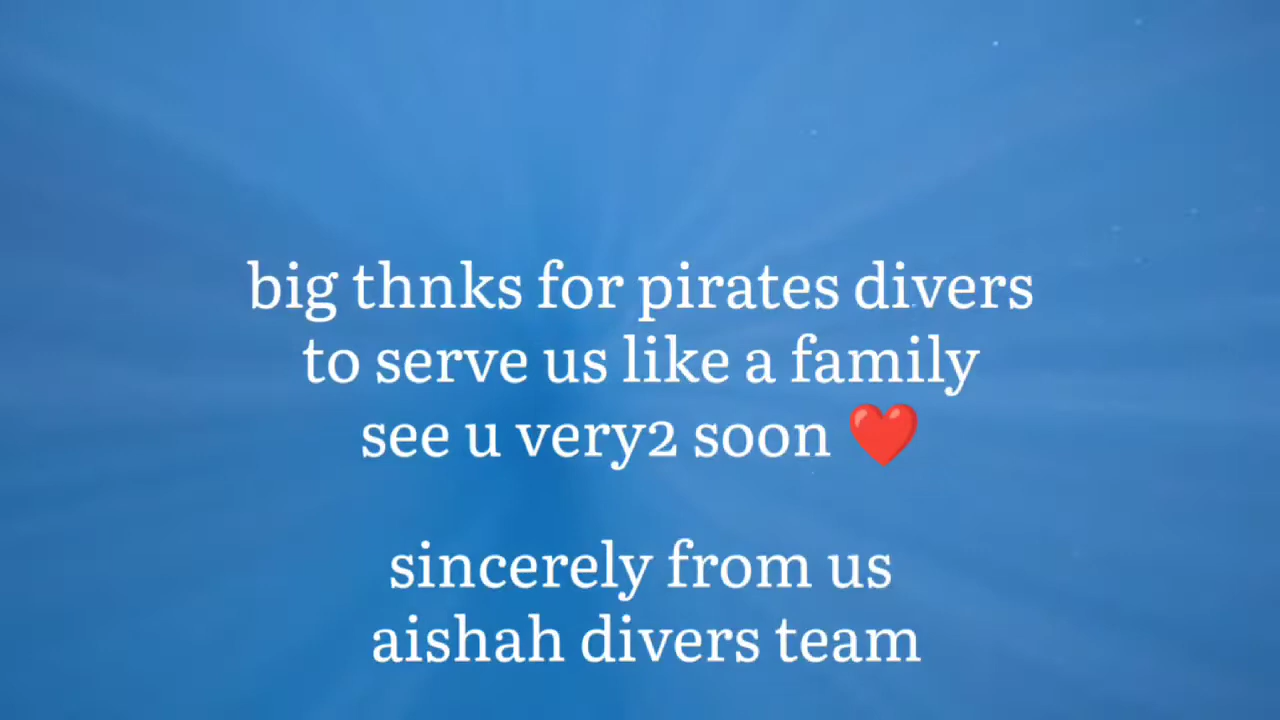 big thnks for pirates divers
to serve us like a family
see u very2 soon ❤️
sincerely from us
aishah divers team